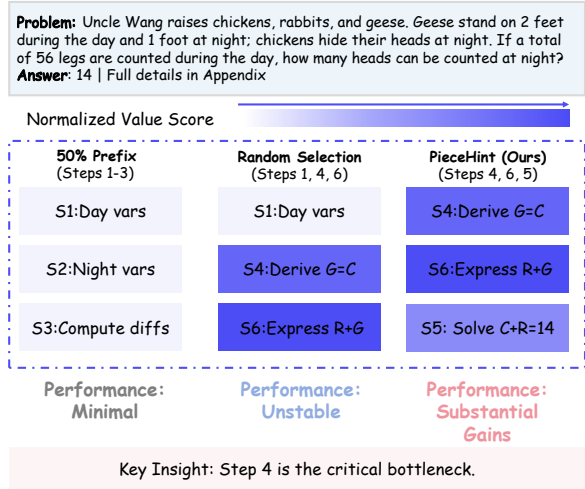 Problem: Uncle Wang raises chickens, rabbits, and geese. Geese stand on 2 feet
during the day and 1 foot at night; chickens hide their heads at night. If a total
of 56 legs are counted during the day, how many heads can be counted at night?
Answer: 14 | Full details in Appendix
Normalized Value Score
50% Prefix
(Steps 1-3)
S1:Day vars
S2:Night vars
S3:Compute diffs
Performance:
Minimal
Random Selection
(Steps 1, 4, 6)
S1:Day vars
S4:Derive G=C
S6:Express R+G
Performance:
Unstable
PieceHint (Ours)
(Steps 4, 6, 5)
S4:Derive G=C
S6:Express R+G
S5: Solve C+R=14
Performance:
Substantial
Gains
Key Insight: Step 4 is the critical bottleneck.